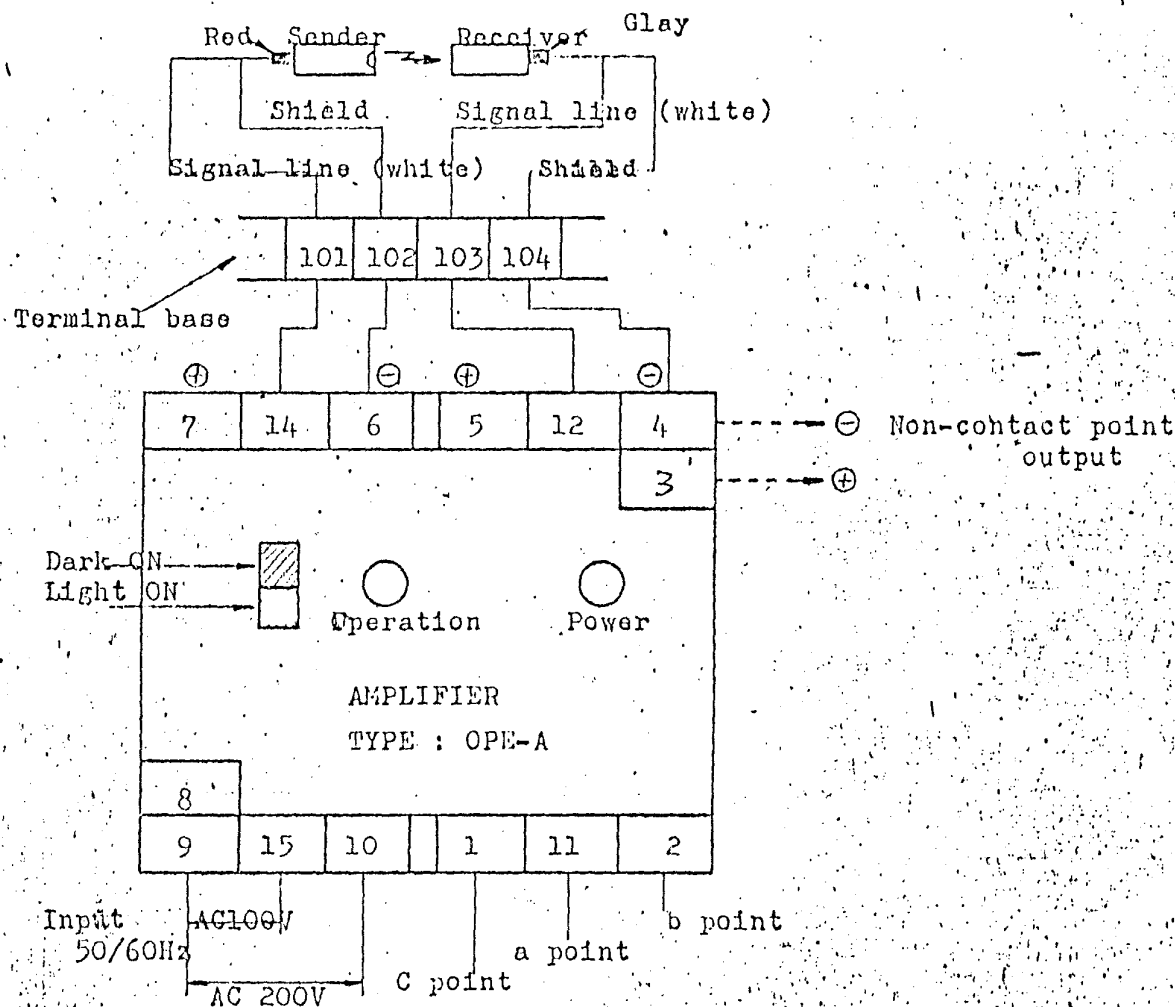 Glay
Red Sender Receiver
Shield Signal line (white)
Signal line (white) Shield
101 102 103 104
Terminal base
+ - + -
7 14 6 5 12 4
- Non-contact point
output
3
+
Dark ON
Light ON
Operation Power
AMPLIFIER
TYPE : OPE-A
8
9 15 10 1 11 2
Input AC100V b point
50/60Hz a point
AC 200V C point